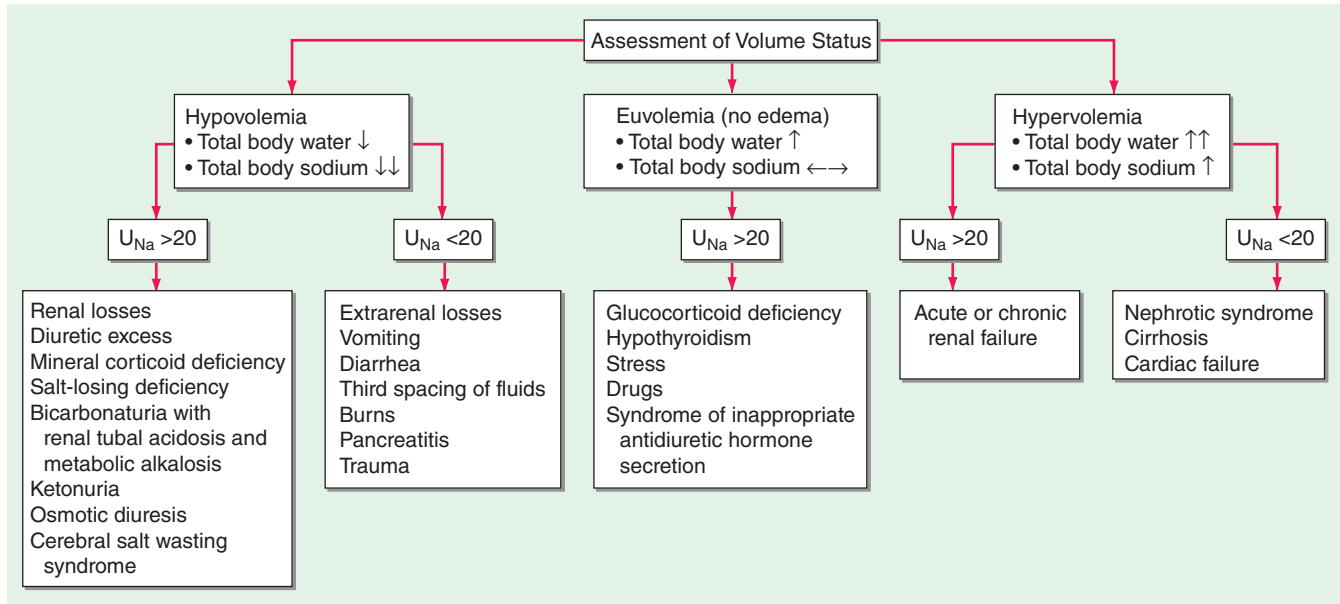 Assessment of Volume Status
Hypovolemia
• Total body water ↓
• Total body sodium ↓↓
Euvolemia (no edema)
• Total body water ↑
• Total body sodium ←→
Hypervolemia
• Total body water ↑↑
• Total body sodium ↑
UNa >20
UNa <20
UNa >20
UNa >20
UNa <20
Renal losses
Diuretic excess
Mineral corticoid deficiency
Salt-losing deficiency
Bicarbonaturia with
renal tubal acidosis and
metabolic alkalosis
Ketonuria
Osmotic diuresis
Cerebral salt wasting
syndrome
Extrarenal losses
Vomiting
Diarrhea
Third spacing of fluids
Burns
Pancreatitis
Trauma
Glucocorticoid deficiency
Hypothyroidism
Stress
Drugs
Syndrome of inappropriate
antidiuretic hormone
secretion
Acute or chronic
renal failure
Nephrotic syndrome
Cirrhosis
Cardiac failure